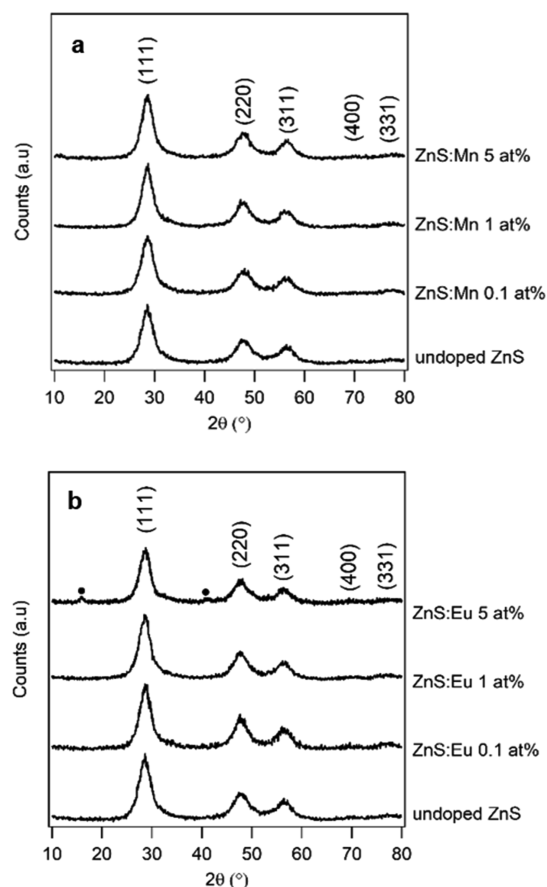 a
(111)
(220)
(311)
(400)
(331)
Counts (a.u)
ZnS:Mn 5 at%
ZnS:Mn 1 at%
ZnS:Mn 0.1 at%
undoped ZnS
10 20 30 40 50 60 70 80
2θ (°)
b
(111)
(220)
(311)
(400)
(331)
Counts (a.u)
ZnS:Eu 5 at%
ZnS:Eu 1 at%
ZnS:Eu 0.1 at%
undoped ZnS
10 20 30 40 50 60 70 80
2θ (°)